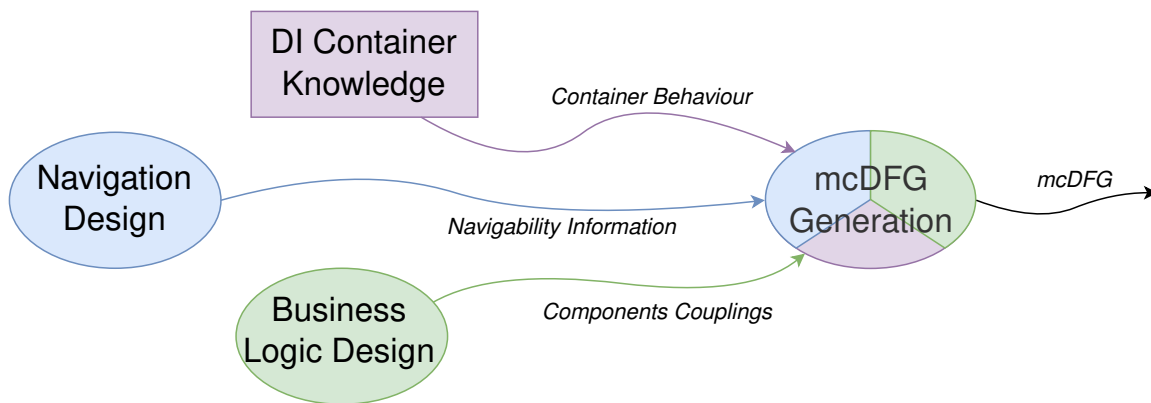 DI Container
Knowledge
Container Behaviour
Navigation
Design
Navigability Information
mcDFG
Generation
mcDFG
Business
Logic Design
Components Couplings